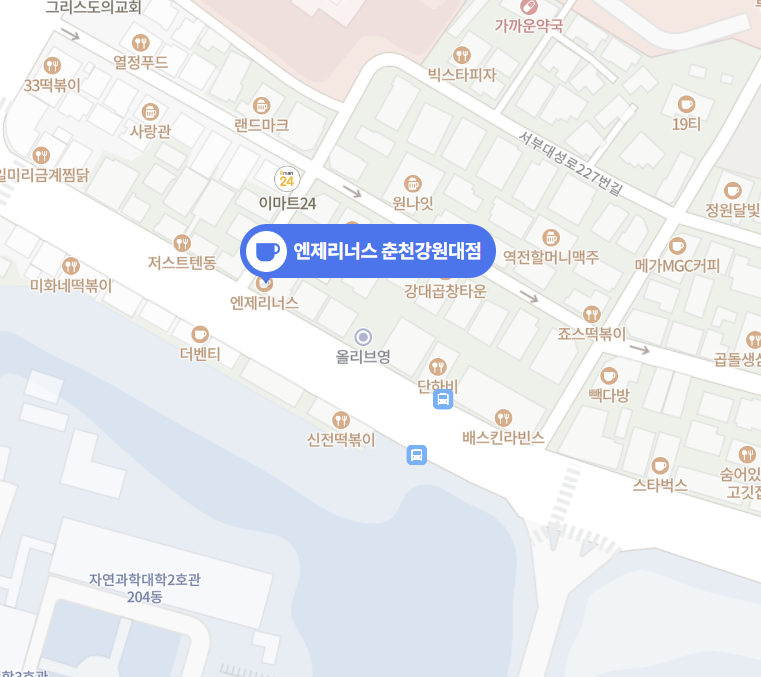 그리스도의교회
가까운약국
열정푸드
빅스타피자
33떡볶이
사랑관
랜드마크
19티
서부대성로227번길
일미리금계찜닭
emart
24
이마트24
원나잇
정원달빛
엔제리너스 춘천강원대점
저스트텐동
역전할머니맥주
메가MGC커피
미화네떡볶이
엔제리너스
강대곱창타운
죠스떡볶이
더벤티
올리브영
곱돌생삼
단하비
빽다방
신전떡볶이
배스킨라빈스
스타벅스
숨어있
고깃집
자연과학대학2호관
204동